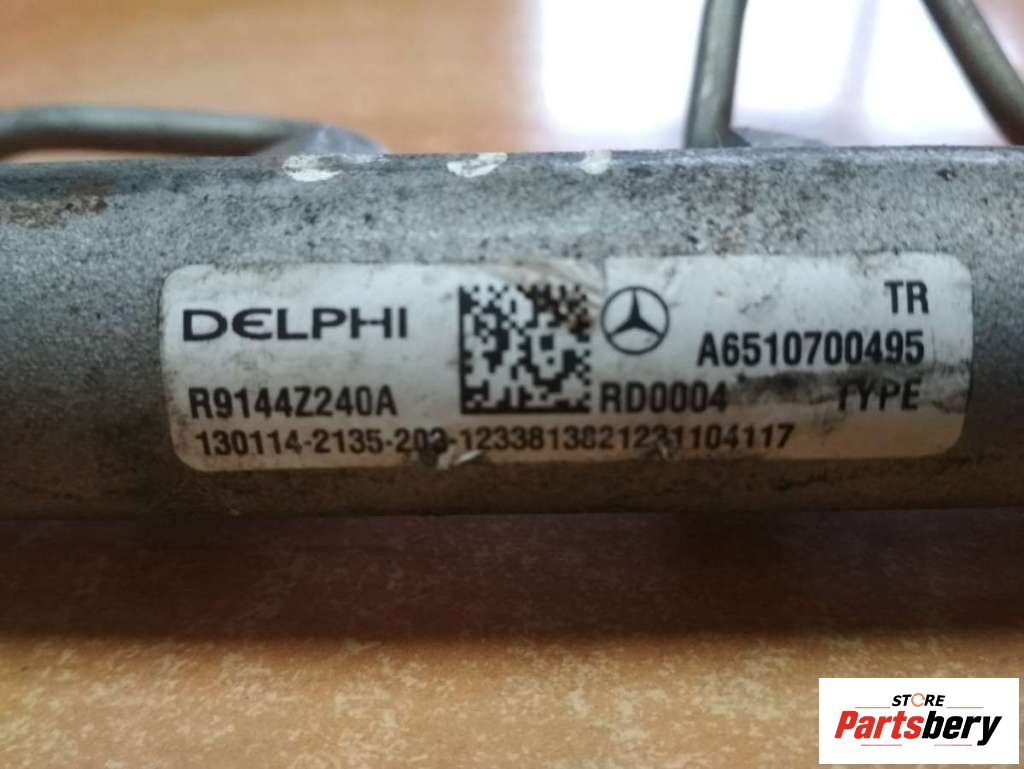 DELPHI
TR
A6510700495
R9144Z240A
RD0004
TYPE
130114-2135-203-1233813821231104117
STORE
Partsbery